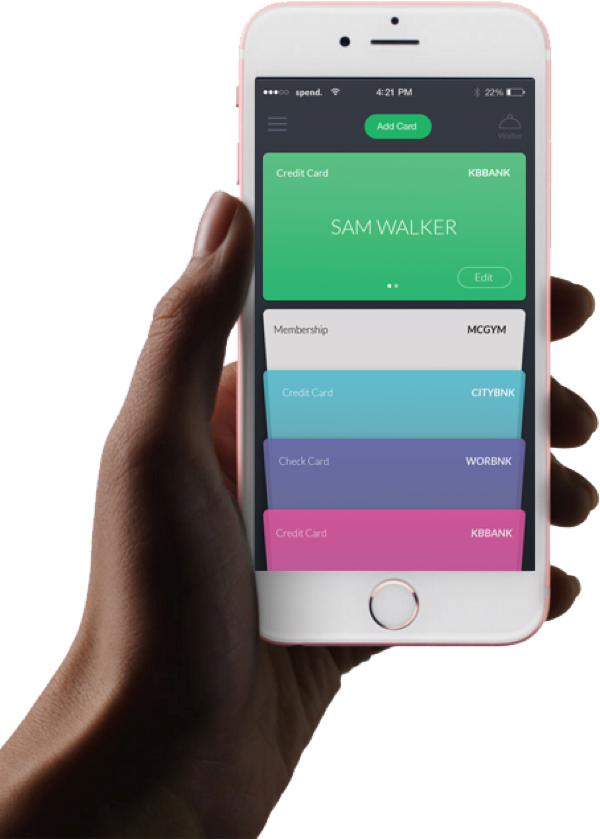 spend. 4:21 PM 22%
Add Card
Waiter
Credit Card KBBANK
SAM WALKER
Edit
Membership MCGYM
Credit Card CITYBNK
Check Card WORBNK
Credit Card KBBANK